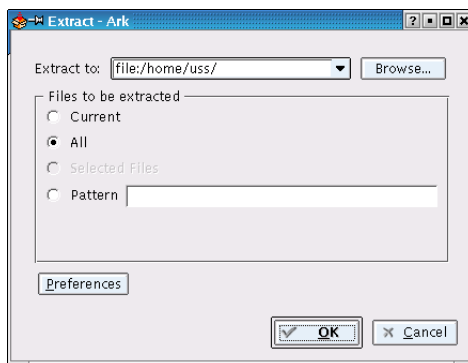 Extract - Ark
Extract to: file:/home/uss/ Browse...
Files to be extracted
Current
All
Selected Files
Pattern
Preferences
OK Cancel